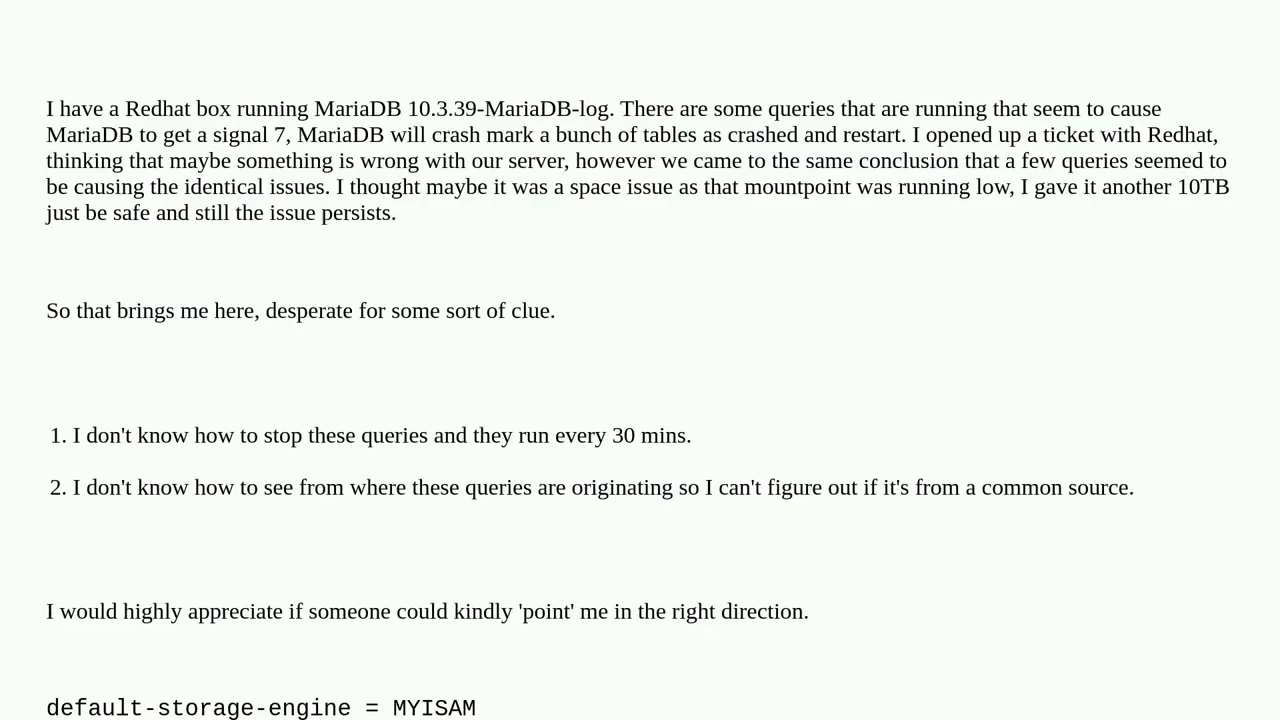 I have a Redhat box running MariaDB 10.3.39-MariaDB-log. There are some queries that are running that seem to cause
MariaDB to get a signal 7, MariaDB will crash mark a bunch of tables as crashed and restart. I opened up a ticket with Redhat,
thinking that maybe something is wrong with our server, however we came to the same conclusion that a few queries seemed to
be causing the identical issues. I thought maybe it was a space issue as that mountpoint was running low, I gave it another 10TB
just be safe and still the issue persists.
So that brings me here, desperate for some sort of clue.
1. I don't know how to stop these queries and they run every 30 mins.
2. I don't know how to see from where these queries are originating so I can't figure out if it's from a common source.
I would highly appreciate if someone could kindly 'point' me in the right direction.
default-storage-engine = MYISAM